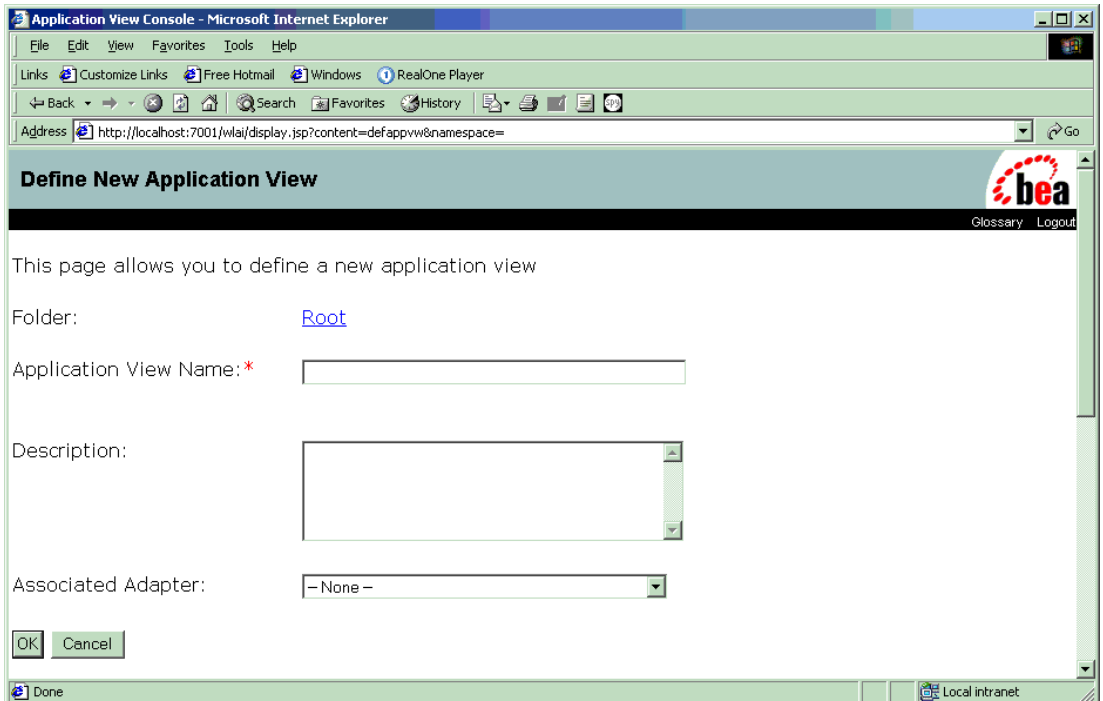 Application View Console - Microsoft Internet Explorer
File Edit View Favorites Tools Help
Links Customize Links Free Hotmail Windows RealOne Player
Back Search Favorites History
Address http://localhost:7001/wlai/display.jsp?content=defappvw&namespace= Go
Define New Application View
bea
Glossary Logout
This page allows you to define a new application view
Folder: Root
Application View Name:*
Description:
Associated Adapter: – None –
OK Cancel
Done Local intranet